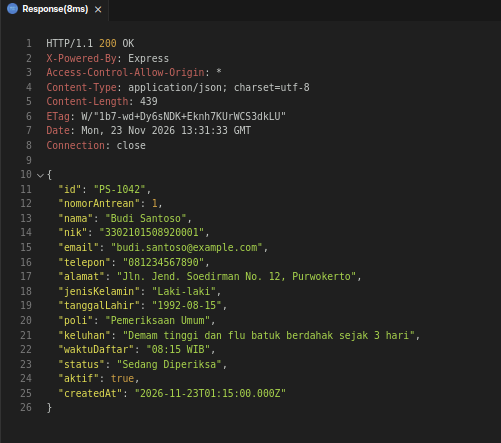 Response(8ms) ×
1 HTTP/1.1 200 OK
2 X-Powered-By: Express
3 Access-Control-Allow-Origin: *
4 Content-Type: application/json; charset=utf-8
5 Content-Length: 439
6 ETag: W/"1b7-wd+Dy6sNDK+Eknh7KUrWCS3dkLU"
7 Date: Mon, 23 Nov 2026 13:31:33 GMT
8 Connection: close
9
10 {
11 "id": "PS-1042",
12 "nomorAntrean": 1,
13 "nama": "Budi Santoso",
14 "nik": "3302101508920001",
15 "email": "budi.santoso@example.com",
16 "telepon": "081234567890",
17 "alamat": "Jln. Jend. Soedirman No. 12, Purwokerto",
18 "jenisKelamin": "Laki-laki",
19 "tanggalLahir": "1992-08-15",
20 "poli": "Pemeriksaan Umum",
21 "keluhan": "Demam tinggi dan flu batuk berdahak sejak 3 hari",
22 "waktuDaftar": "08:15 WIB",
23 "status": "Sedang Diperiksa",
24 "aktif": true,
25 "createdAt": "2026-11-23T01:15:00.000Z"
26 }